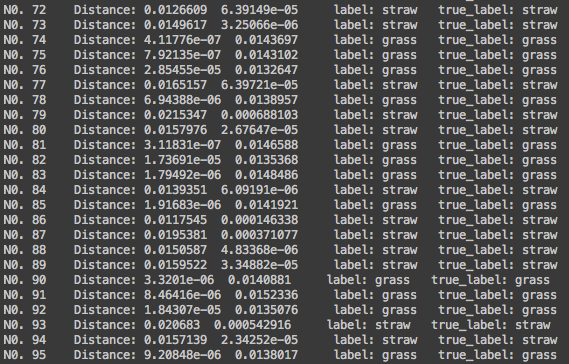 N0. 72 Distance: 0.0126609 6.39149e-05 label: straw true_label: straw
N0. 73 Distance: 0.0149617 3.25066e-06 label: straw true_label: straw
N0. 74 Distance: 4.11776e-07 0.0143697 label: grass true_label: grass
N0. 75 Distance: 7.92135e-07 0.0143102 label: grass true_label: grass
N0. 76 Distance: 2.85455e-05 0.0132647 label: grass true_label: grass
N0. 77 Distance: 0.0165157 6.39721e-05 label: straw true_label: straw
N0. 78 Distance: 6.94388e-06 0.0138957 label: grass true_label: grass
N0. 79 Distance: 0.0215347 0.000688103 label: straw true_label: straw
N0. 80 Distance: 0.0157976 2.67647e-05 label: straw true_label: straw
N0. 81 Distance: 3.11831e-07 0.0146588 label: grass true_label: grass
N0. 82 Distance: 1.73691e-05 0.0135368 label: grass true_label: grass
N0. 83 Distance: 1.79492e-06 0.0148486 label: grass true_label: grass
N0. 84 Distance: 0.0139351 6.09191e-06 label: straw true_label: straw
N0. 85 Distance: 1.91683e-06 0.0141921 label: grass true_label: grass
N0. 86 Distance: 0.0117545 0.000146338 label: straw true_label: straw
N0. 87 Distance: 0.0195381 0.000371077 label: straw true_label: straw
N0. 88 Distance: 0.0150587 4.83368e-06 label: straw true_label: straw
N0. 89 Distance: 0.0159522 3.34882e-05 label: straw true_label: straw
N0. 90 Distance: 3.3201e-06 0.0140881 label: grass true_label: grass
N0. 91 Distance: 8.46416e-06 0.0152336 label: grass true_label: grass
N0. 92 Distance: 1.84307e-05 0.0135076 label: grass true_label: grass
N0. 93 Distance: 0.020683 0.000542916 label: straw true_label: straw
N0. 94 Distance: 0.0157139 2.34252e-05 label: straw true_label: straw
N0. 95 Distance: 9.20848e-06 0.0138017 label: grass true_label: grass